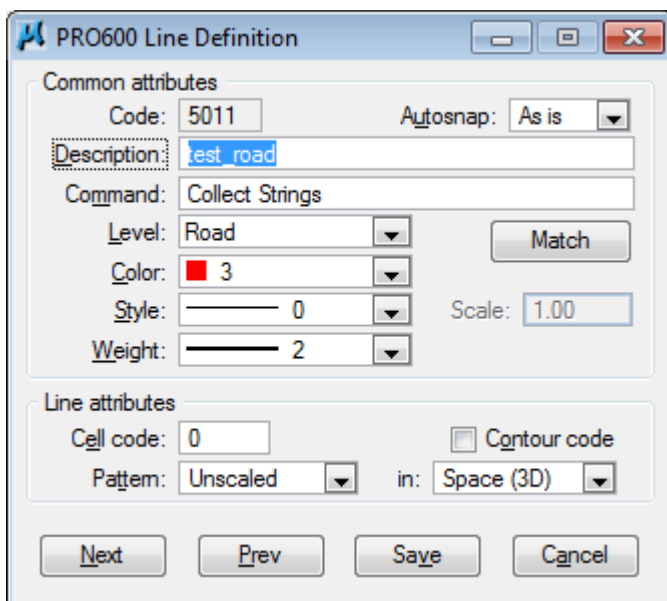 PRO600 Line Definition
Common attributes
Code: 5011 Autosnap: As is
Description: test_road
Command: Collect Strings
Level: Road Match
Color: 3
Style: 0 Scale: 1.00
Weight: 2
Line attributes
Cell code: 0 Contour code
Pattern: Unscaled in: Space (3D)
Next Prev Save Cancel